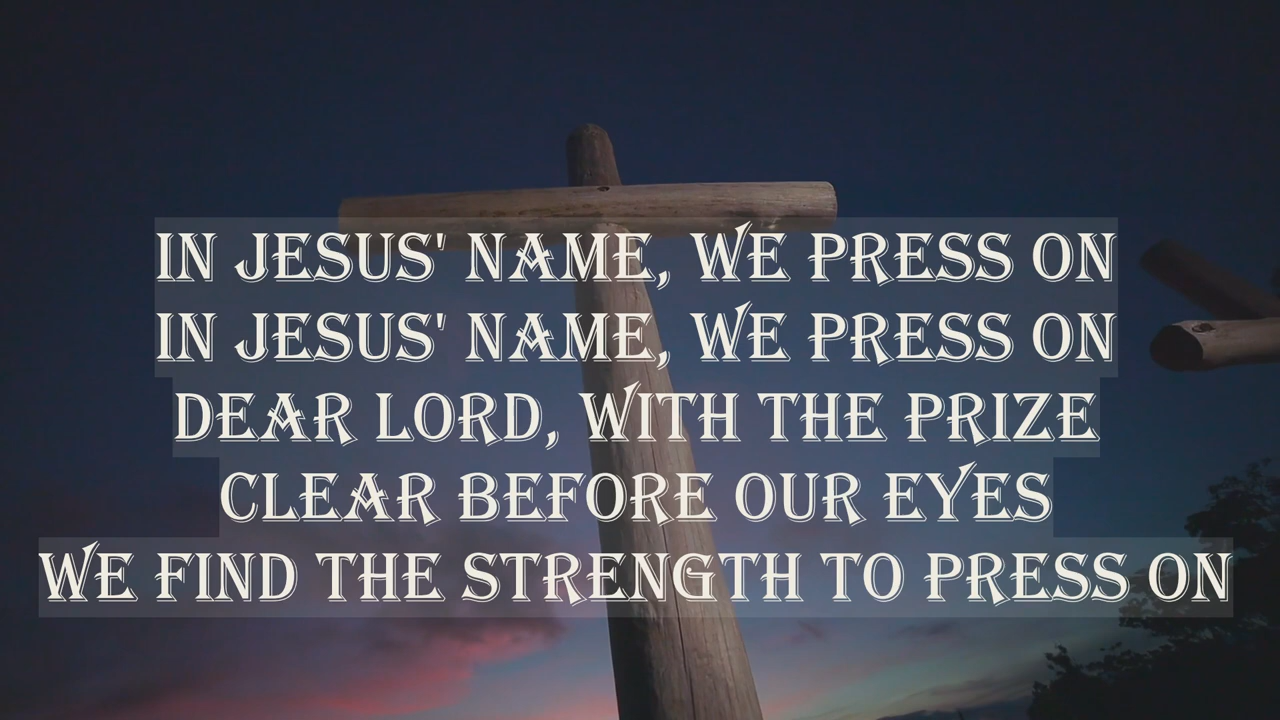 IN JESUS' NAME, WE PRESS ON
IN JESUS' NAME, WE PRESS ON
DEAR LORD, WITH THE PRIZE
CLEAR BEFORE OUR EYES
WE FIND THE STRENGTH TO PRESS ON